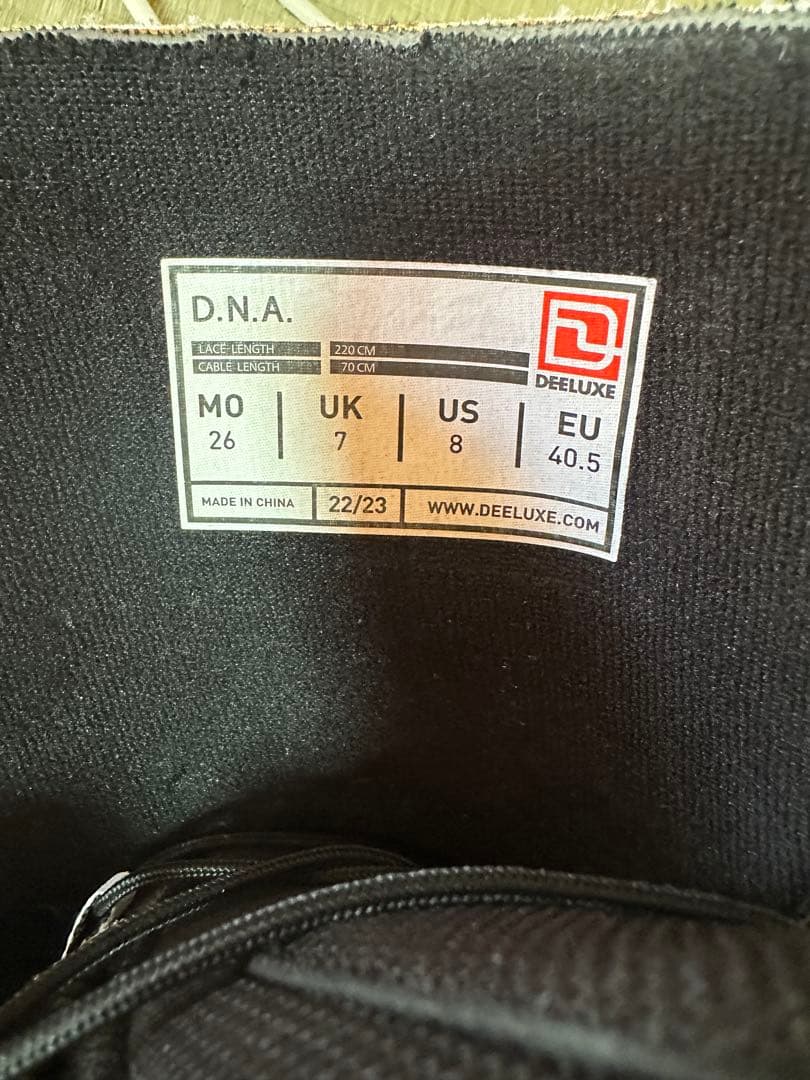 D.N.A.
LACE LENGTH 220 CM
CABLE LENGTH 70 CM
DEELUXE
MO | UK | US | EU
26 | 7 | 8 | 40.5
MADE IN CHINA 22/23 WWW.DEELUXE.COM